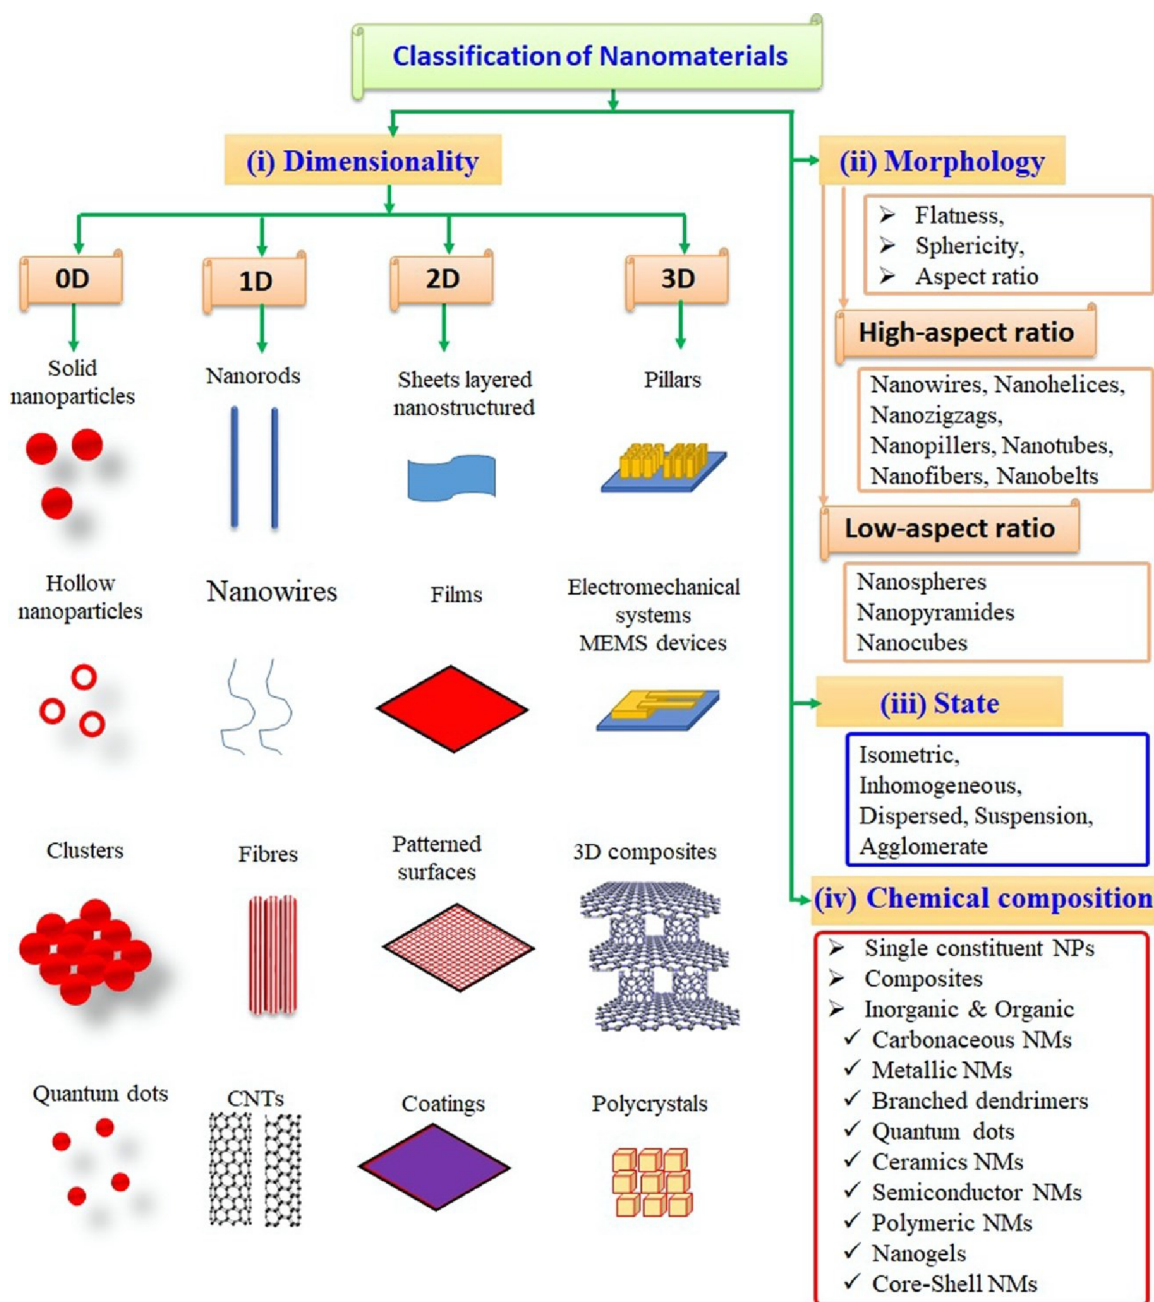 Classification of Nanomaterials
(i) Dimensionality
0D
1D
2D
3D
Solid
nanoparticles
Nanorods
Sheets layered
nanostructured
Pillars
Hollow
nanoparticles
Nanowires
Films
Electromechanical
systems
MEMS devices
Clusters
Fibres
Patterned
surfaces
3D composites
Quantum dots
CNTs
Coatings
Polycrystals
(ii) Morphology
➢ Flatness,
➢ Sphericity,
➢ Aspect ratio
High-aspect ratio
Nanowires, Nanohelices,
Nanozigzags,
Nanopillers, Nanotubes,
Nanofibers, Nanobelts
Low-aspect ratio
Nanospheres
Nanopyramides
Nanocubes
(iii) State
Isometric,
Inhomogeneous,
Dispersed, Suspension,
Agglomerate
(iv) Chemical composition
➢ Single constituent NPs
➢ Composites
➢ Inorganic & Organic
✓ Carbonaceous NMs
✓ Metallic NMs
✓ Branched dendrimers
✓ Quantum dots
✓ Ceramics NMs
✓ Semiconductor NMs
✓ Polymeric NMs
✓ Nanogels
✓ Core-Shell NMs